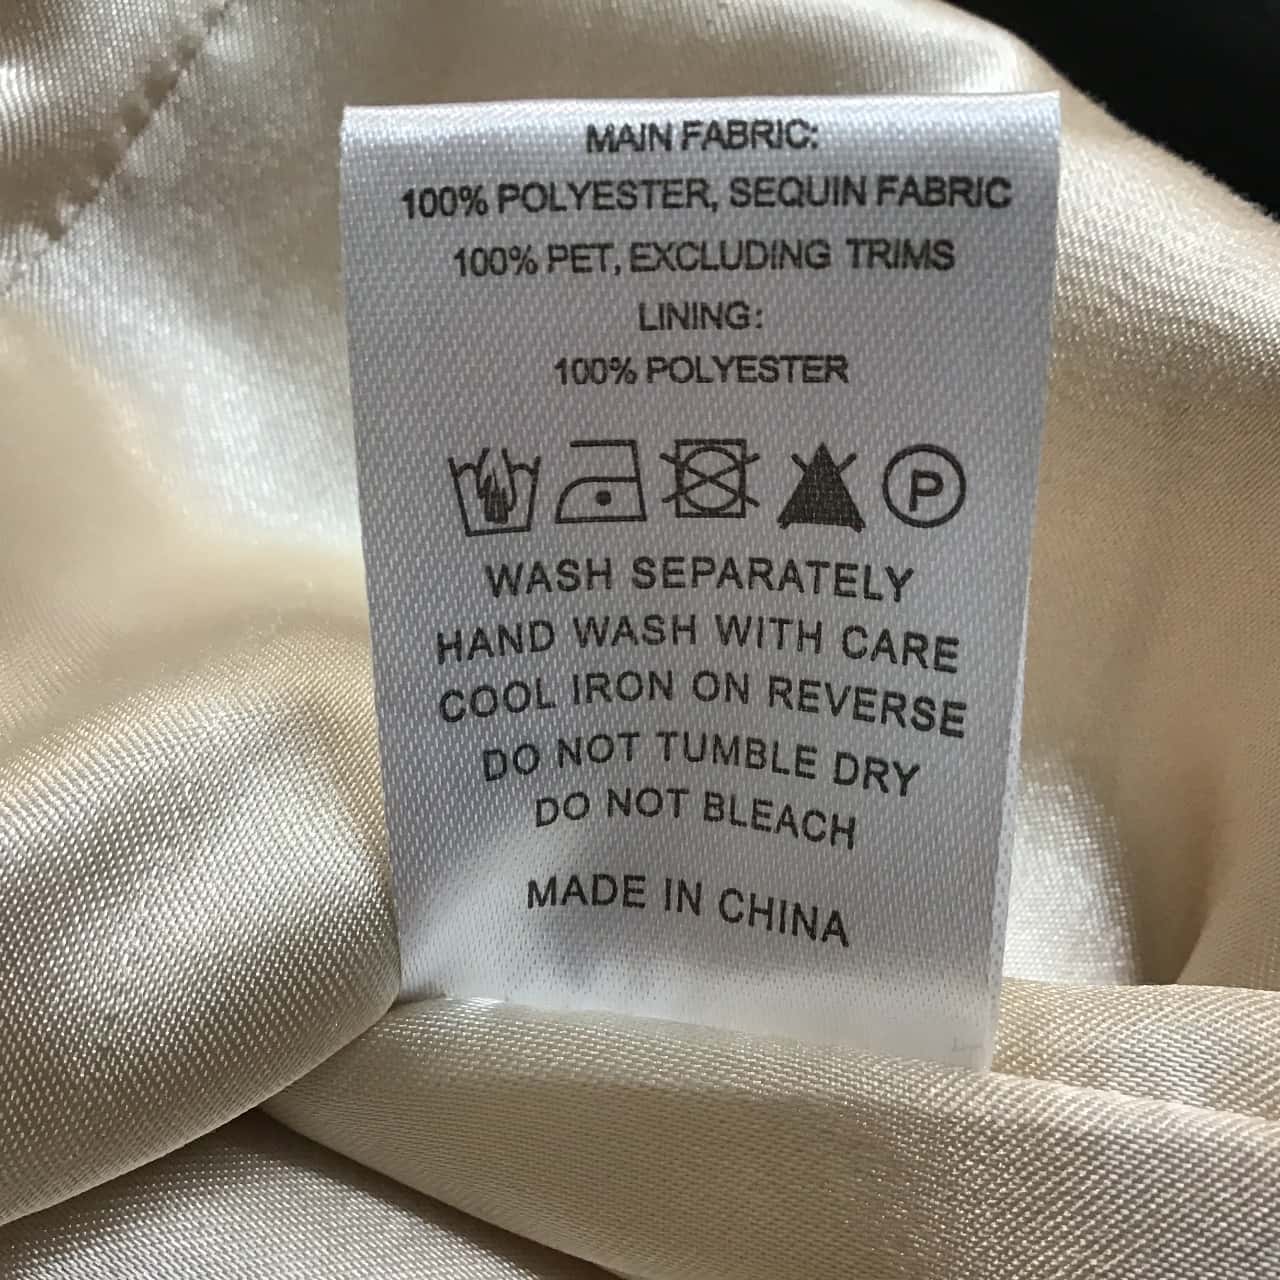 MAIN FABRIC:
100% POLYESTER, SEQUIN FABRIC
100% PET, EXCLUDING TRIMS
LINING:
100% POLYESTER
P
WASH SEPARATELY
HAND WASH WITH CARE
COOL IRON ON REVERSE
DO NOT TUMBLE DRY
DO NOT BLEACH
MADE IN CHINA